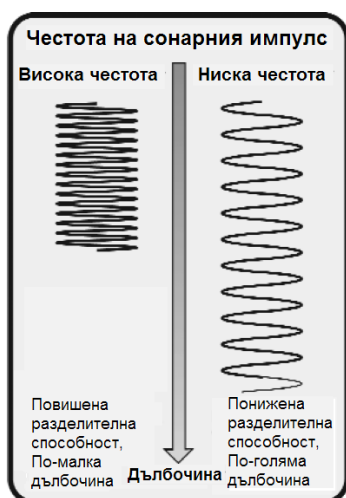 Честота на сонарния импулс
Висока честота
Ниска честота
Повишена
разделителна
способност,
По-малка
дълбочина
Дълбочина
Понижена
разделителна
способност,
По-голяма
дълбочина